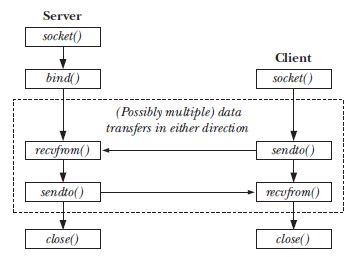 Server
socket()
Client
bind()
socket()
(Possibly multiple) data
transfers in either direction
recvfrom()
sendto()
sendto()
recvfrom()
close()
close()